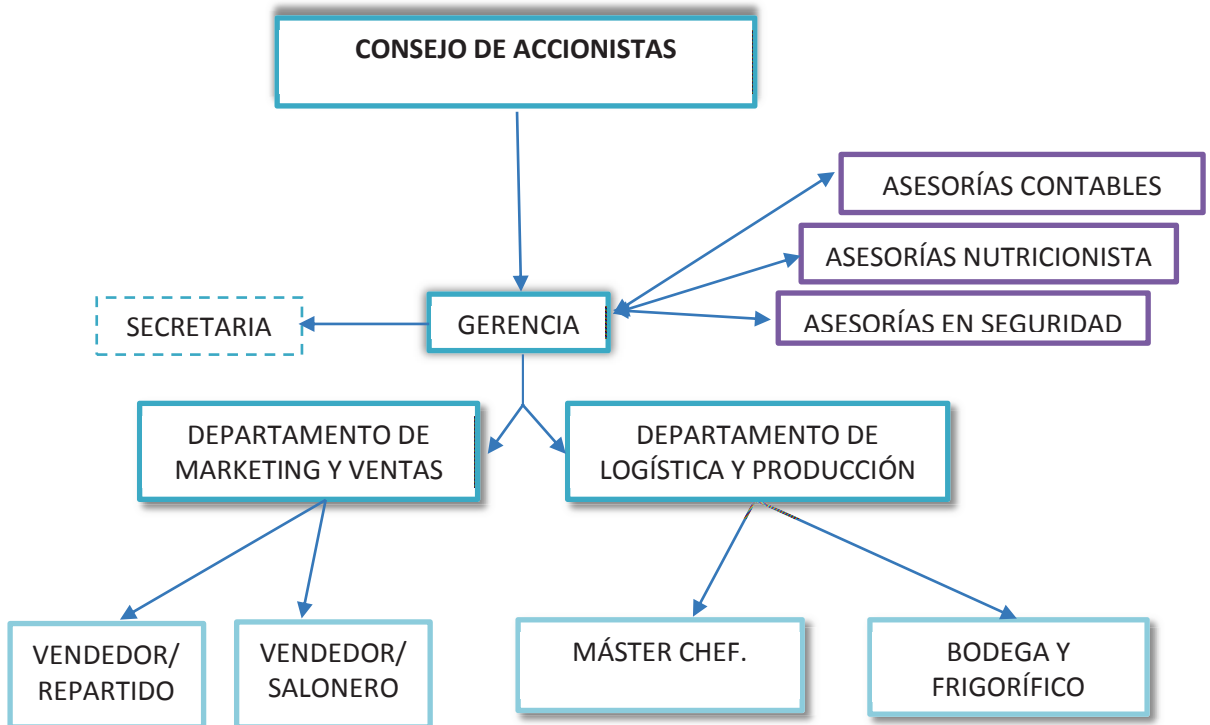 CONSEJO DE ACCIONISTAS
ASESORÍAS CONTABLES
ASESORÍAS NUTRICIONISTA
ASESORÍAS EN SEGURIDAD
SECRETARIA
GERENCIA
DEPARTAMENTO DE
MARKETING Y VENTAS
DEPARTAMENTO DE
LOGÍSTICA Y PRODUCCIÓN
VENDEDOR/
REPARTIDO
VENDEDOR/
SALONERO
MÁSTER CHEF.
BODEGA Y
FRIGORÍFICO